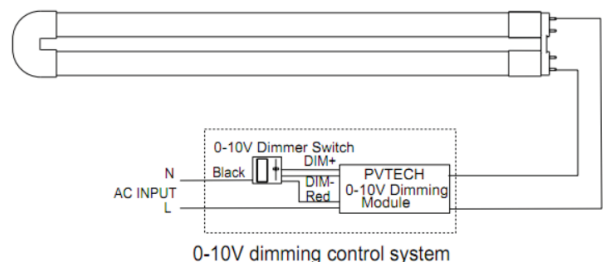 0-10V Dimmer Switch
DIM+
N
Black
PVTECH
DIM-
0-10V Dimming
AC INPUT
Red
Module
L
0-10V dimming control system